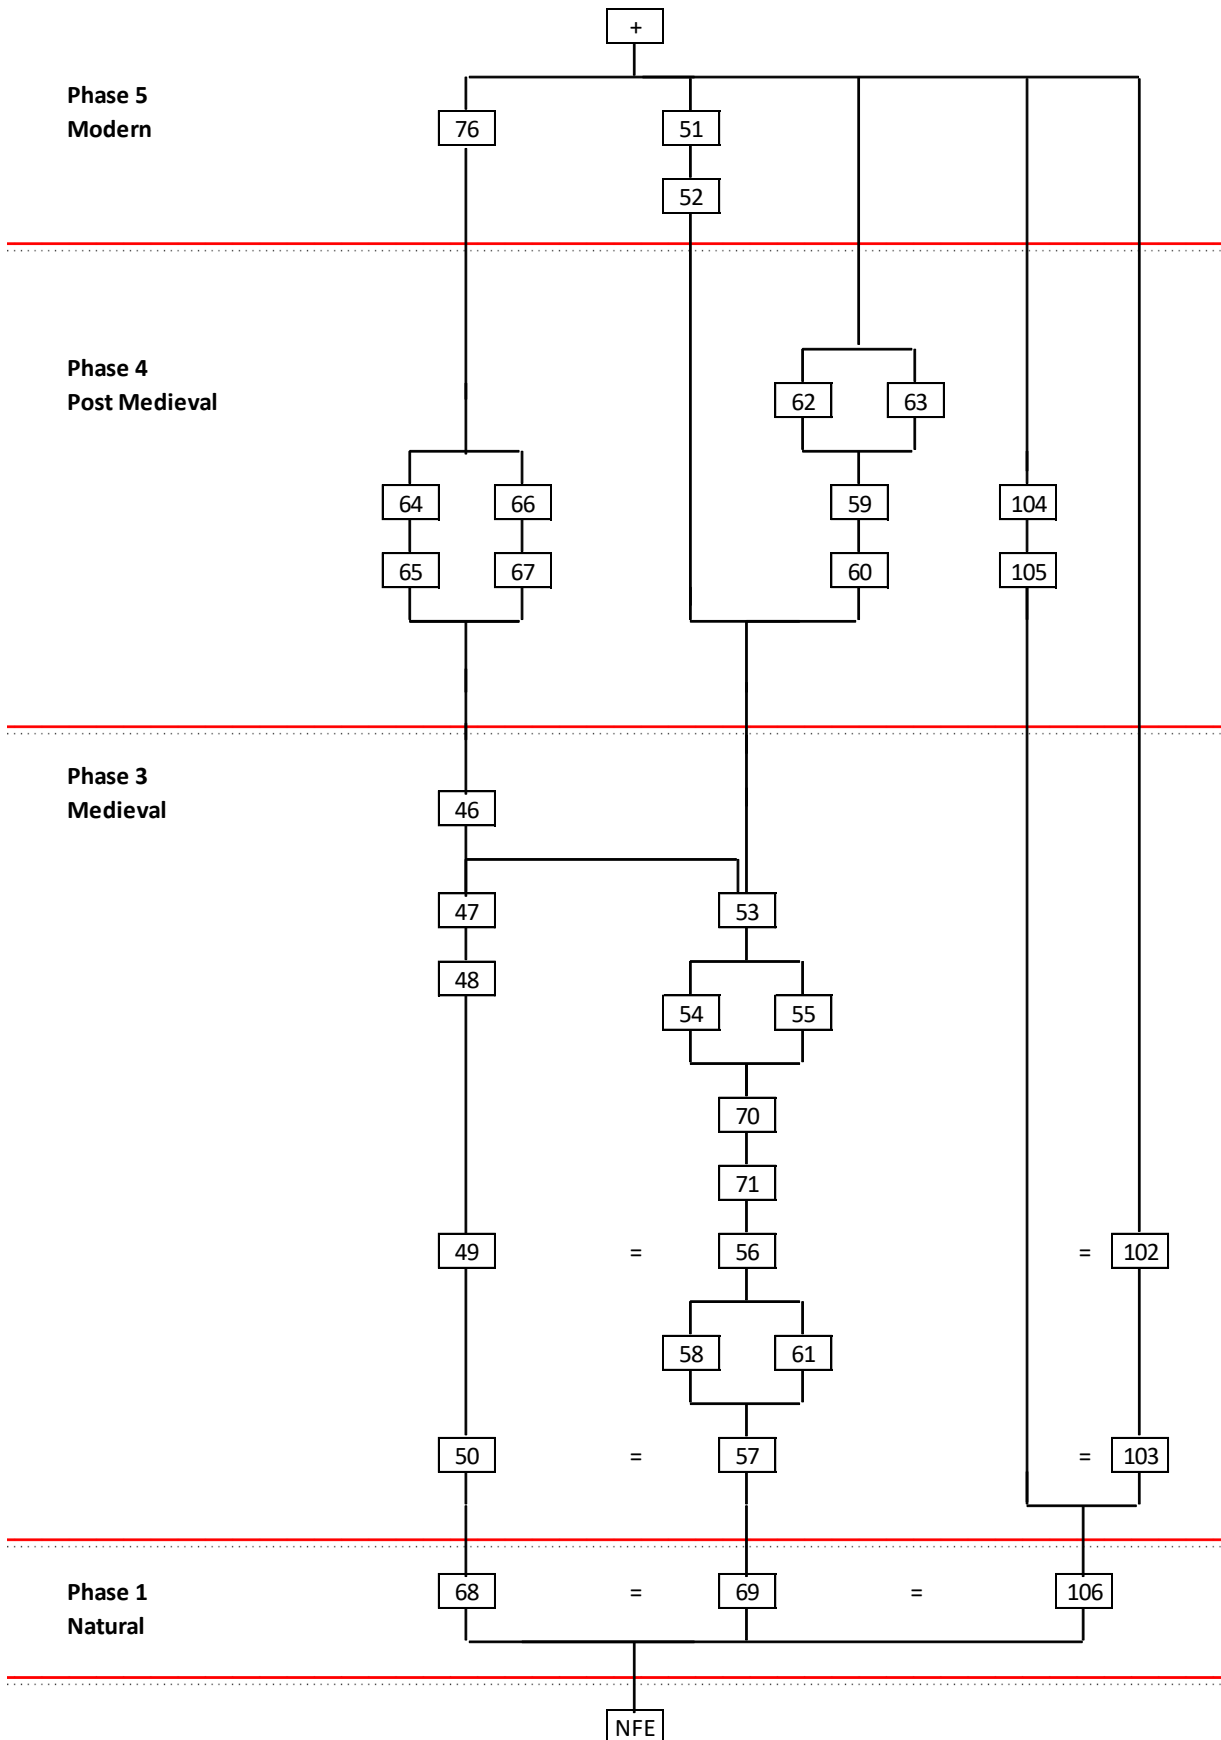 +
Phase 5
Modern
76 51
52
Phase 4
Post Medieval
62 63
64 66 59 104
65 67 60 105
Phase 3
Medieval
46
47 53
48
54 55
70
71
49 = 56 = 102
58 61
50 = 57 = 103
Phase 1
Natural
68 = 69 = 106
NFE